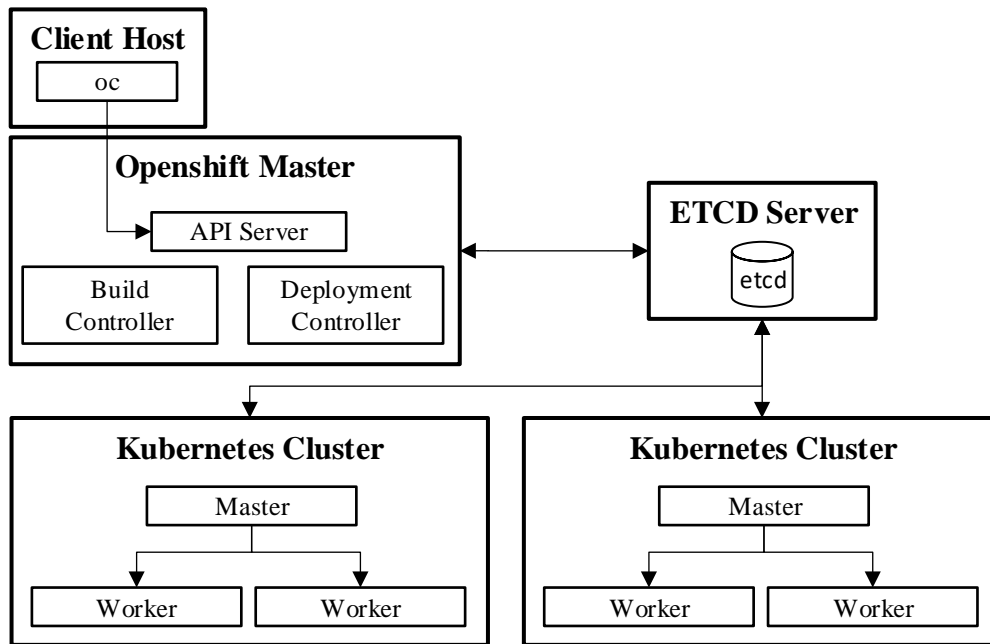 Client Host
oc
Openshift Master
API Server
Build
Controller
Deployment
Controller
ETCD Server
etcd
Kubernetes Cluster
Master
Worker
Worker
Kubernetes Cluster
Master
Worker
Worker